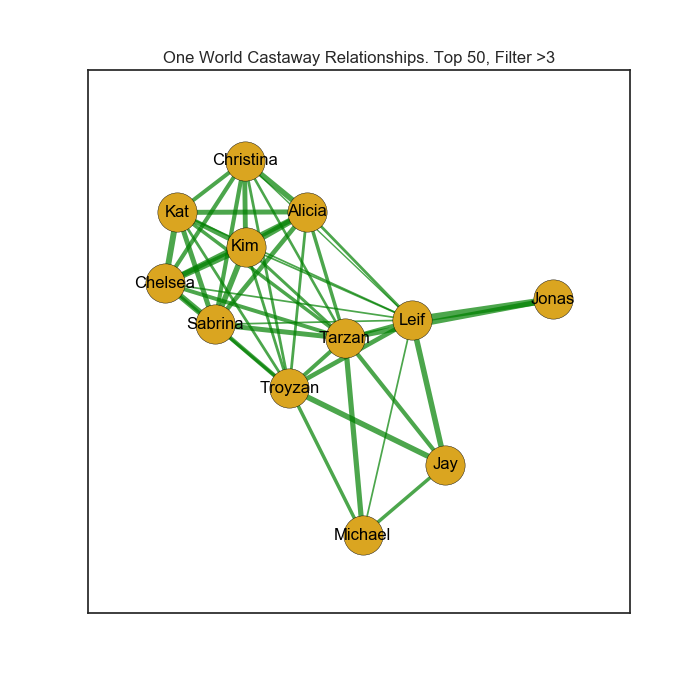 One World Castaway Relationships. Top 50, Filter >3
Christina
Kat
Alicia
Kim
Chelsea
Jonas
Sabrina
Leif
Tarzan
Troyzan
Jay
Michael